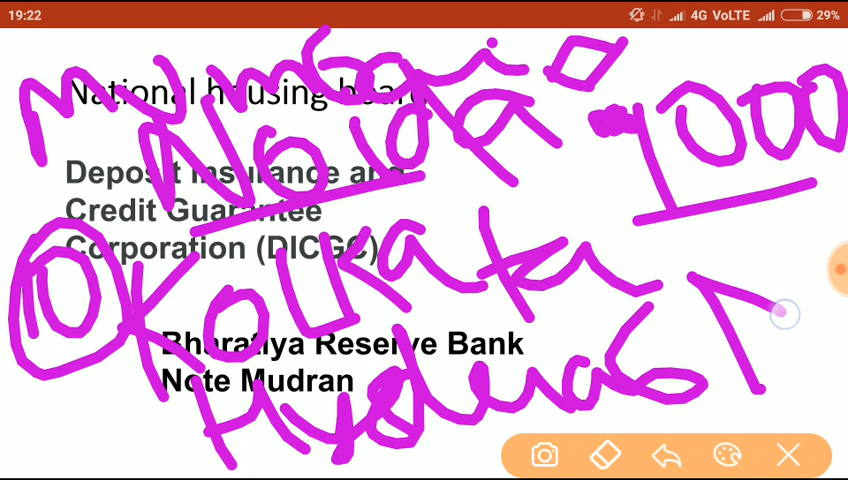 19:22 4G VoLTE 29%
Mumbai
National housing board
Noida 1000
Deposit Insurance and
Credit Guarantee
Corporation (DICGC)
10 Kolkata
Bharatiya Reserve Bank
Note Mudran
Hyderab